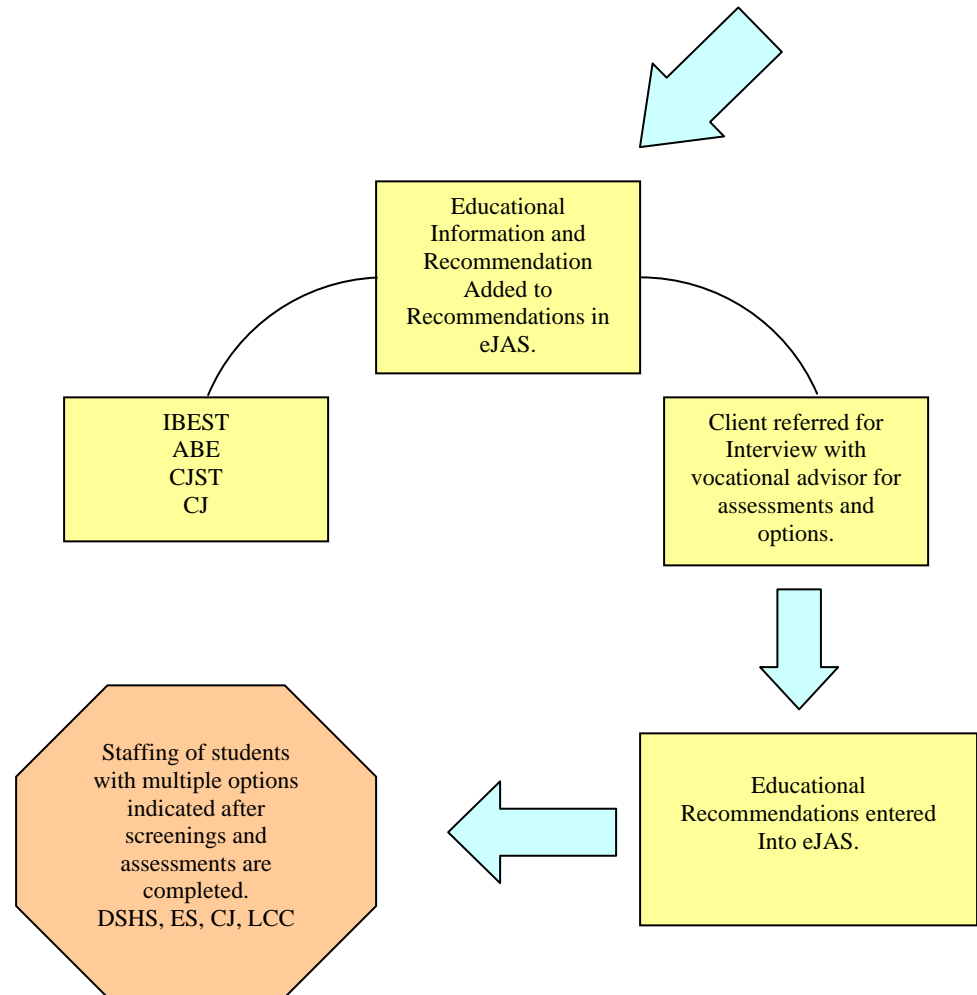 Educational
Information and
Recommendation
Added to
Recommendations in
eJAS.
IBEST
ABE
CJST
CJ
Client referred for
Interview with
vocational advisor for
assessments and
options.
Staffing of students
with multiple options
indicated after
screenings and
assessments are
completed.
DSHS, ES, CJ, LCC
Educational
Recommendations entered
Into eJAS.